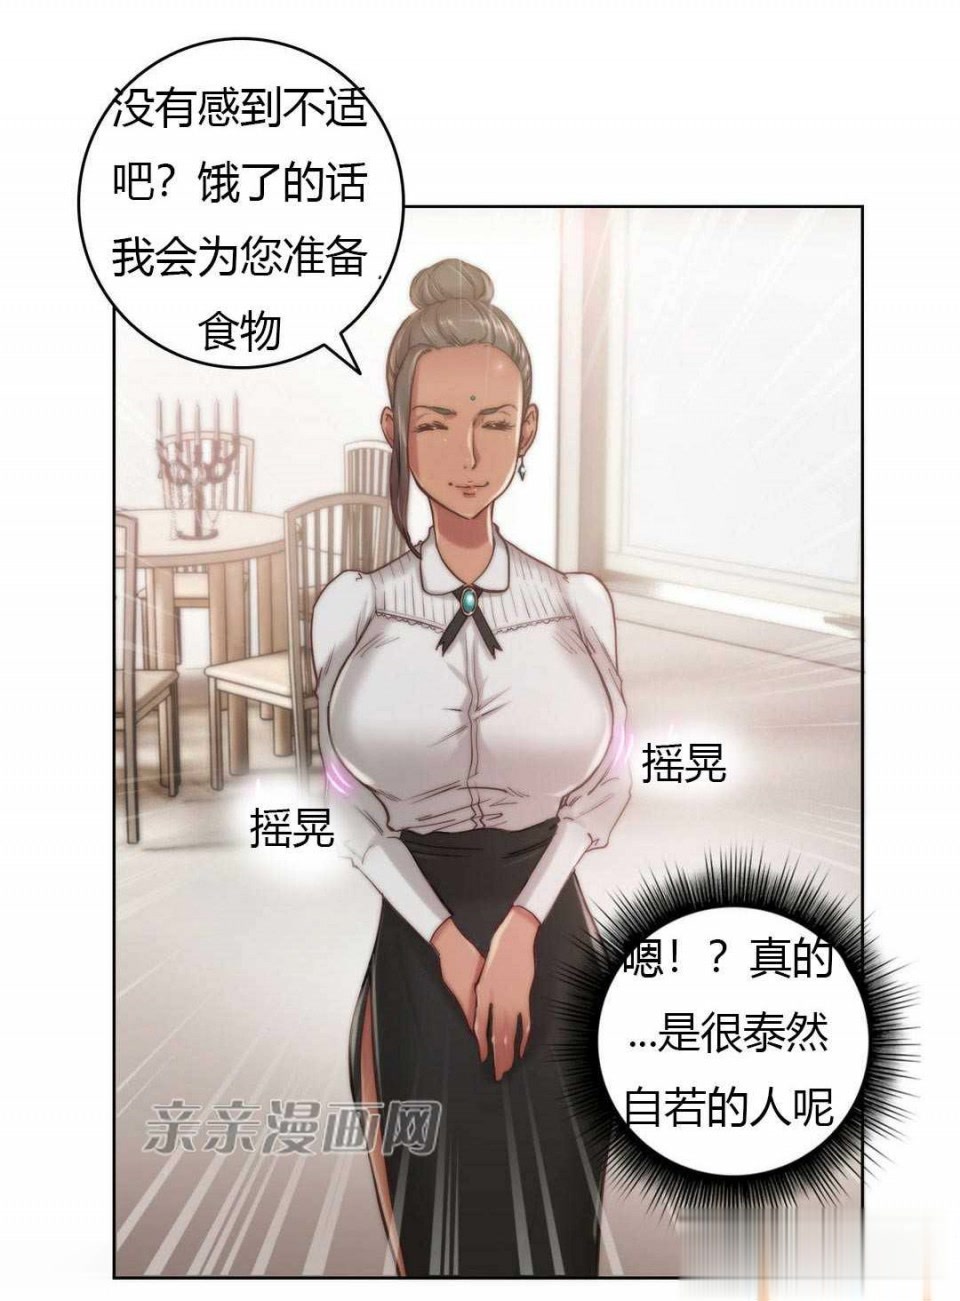 没有感到不适
吧？饿了的话
我会为您准备
食物
摇晃
摇晃
嗯！？真的
...是很泰然
自若的人呢
亲亲漫画网